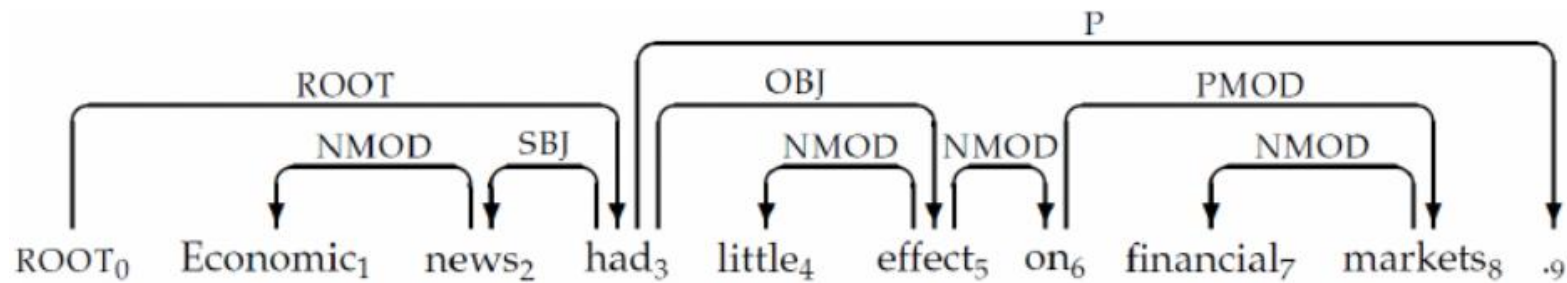 P
ROOT OBJ PMOD
NMOD SBJ NMOD NMOD NMOD
ROOT₀ Economic₁ news₂ had₃ little₄ effect₅ on₆ financial₇ markets₈ .₉